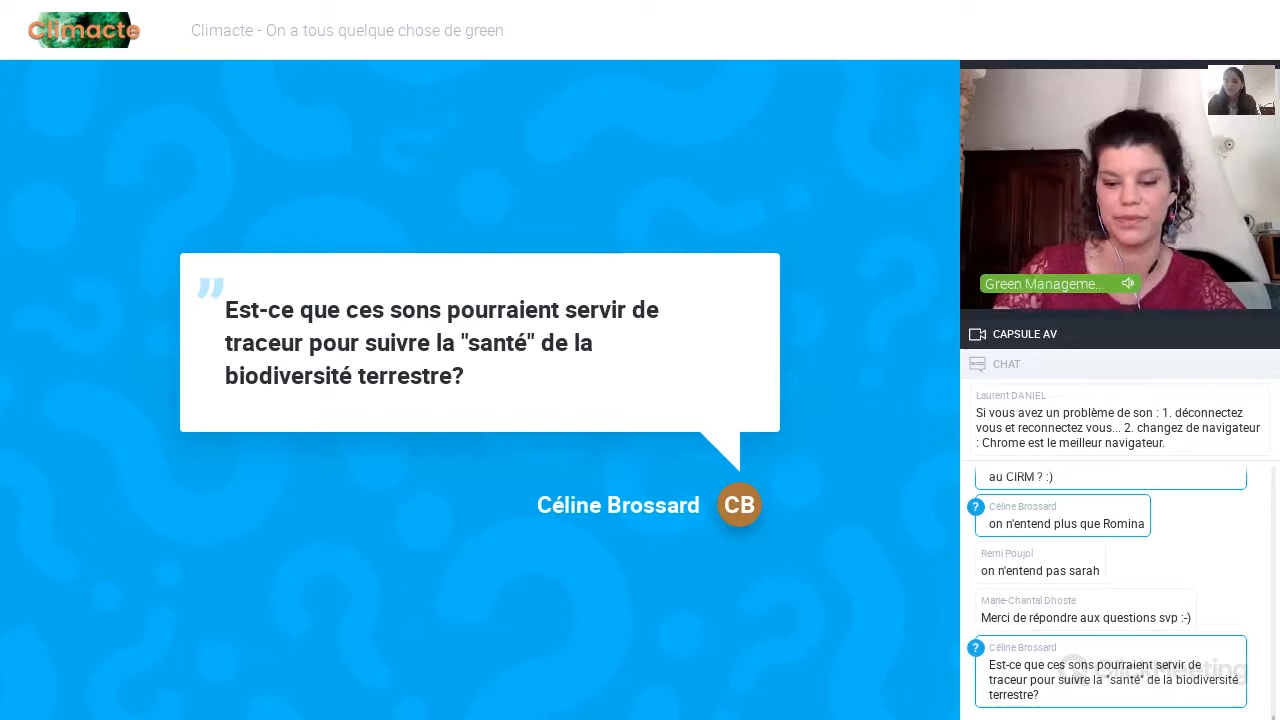 Climacte
Climacte - On a tous quelque chose de green
Est-ce que ces sons pourraient servir de
traceur pour suivre la "santé" de la
biodiversité terrestre?
Céline Brossard
CB
Green Manageme...
CAPSULE AV
CHAT
Laurent DANIEL
Si vous avez un problème de son : 1. déconnectez
vous et reconnectez vous... 2. changez de navigateur
: Chrome est le meilleur navigateur.
au CIRM ? :)
?
Céline Brossard
on n'entend plus que Romina
Remi Poujol
on n'entend pas sarah
Marie-Chantal Dhoste
Merci de répondre aux questions svp :-)
?
Céline Brossard
Est-ce que ces sons pourraient servir de
traceur pour suivre la "santé" de la biodiversité
terrestre?